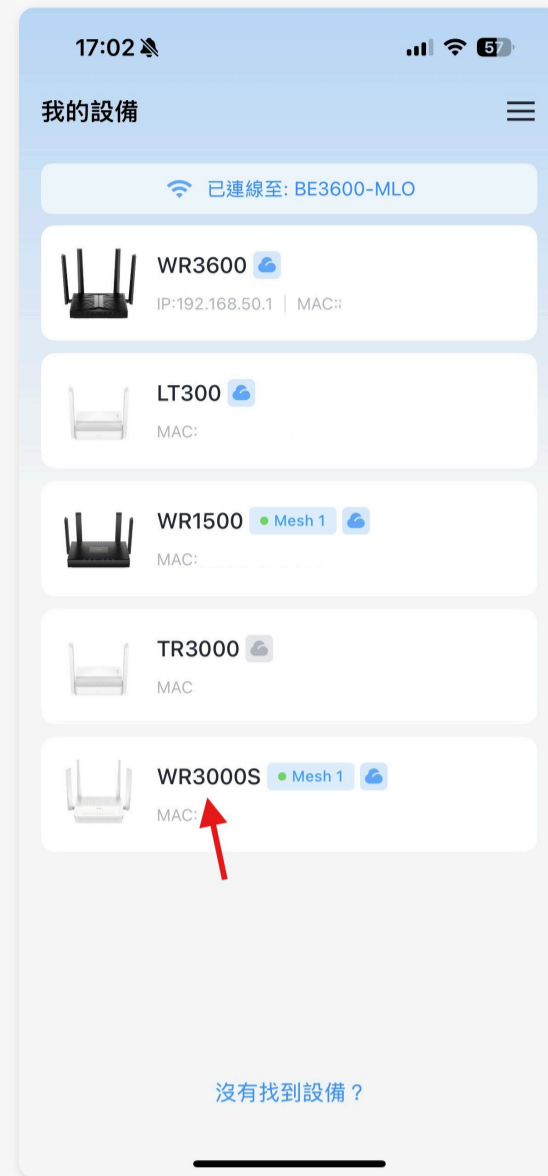 17:02
57
我的設備
已連線至: BE3600-MLO
WR3600
IP:192.168.50.1 | MAC:
LT300
MAC:
WR1500 Mesh 1
MAC:
TR3000
MAC
WR3000S Mesh 1
MAC:
沒有找到設備？